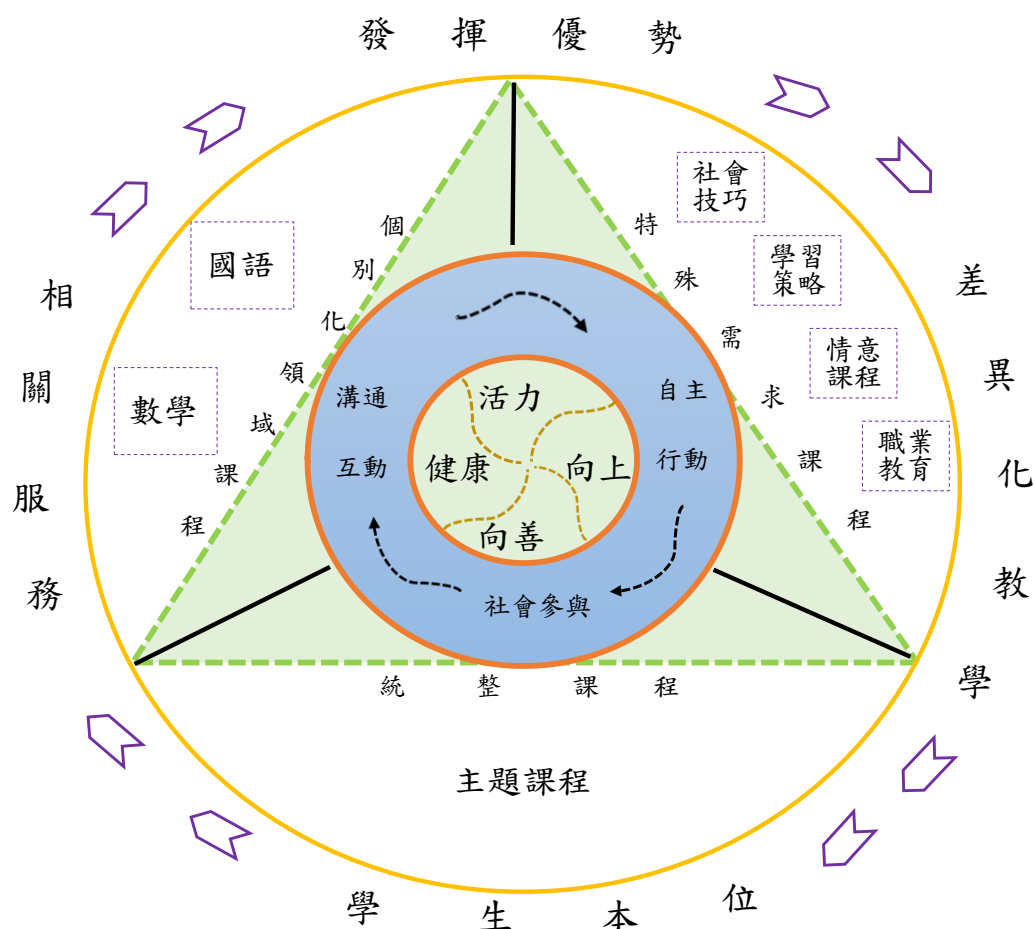 發揮優勢
差異化教學
學生本位
相關服務
個別化領域課程
特殊需求課程
統整課程
國語
數學
社會
技巧
學習
策略
情意
課程
職業
教育
主題課程
溝通
互動
自主
行動
社會參與
活力
健康
向上
向善